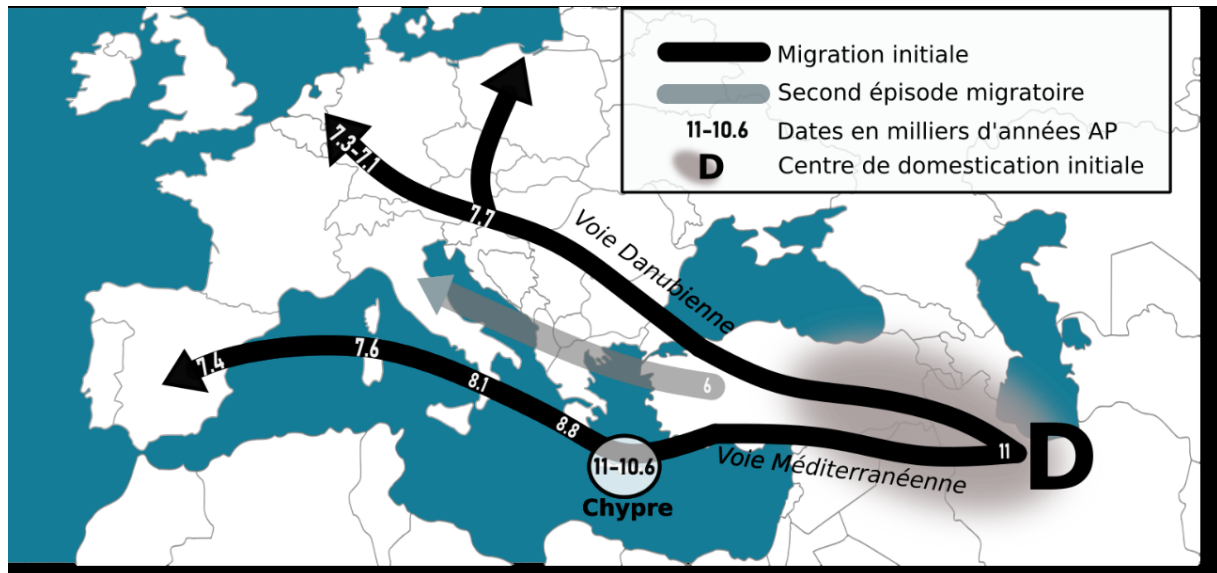 Migration initiale
Second épisode migratoire
11-10.6 Dates en milliers d'années AP
D Centre de domestication initiale
7.3-7.1
7.7
Voie Danubienne
7.4
7.6
8.1
8.8
6
11
D
11-10.6
Chypre
Voie Méditerranéenne